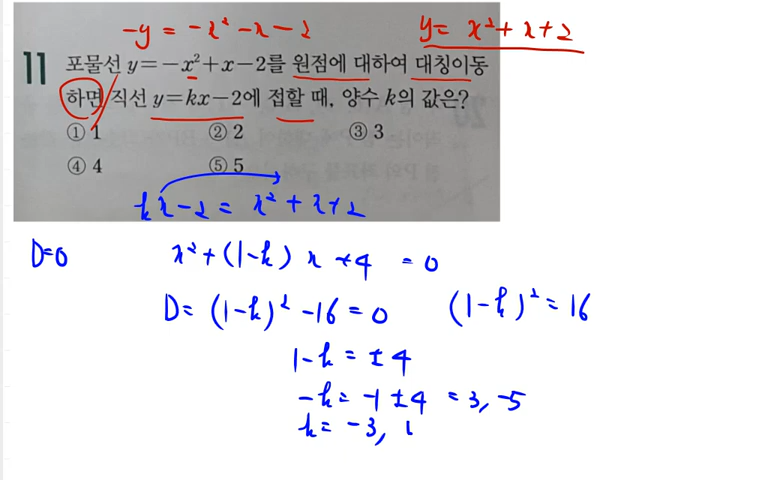 -y = -x² - x - 2
y = x² + x + 2
11 포물선 y=-x²+x-2를 원점에 대하여 대칭이동
하면 직선 y=kx-2에 접할 때, 양수 k의 값은?
① 1 ② 2 ③ 3
④ 4 ⑤ 5
kx - 2 = x² + x + 2
D=0 x² + (1-k) x + 4 = 0
D = (1-k)² - 16 = 0 (1-k)² = 16
1-k = ±4
-k = -1 ± 4 = 3, -5
k = -3,